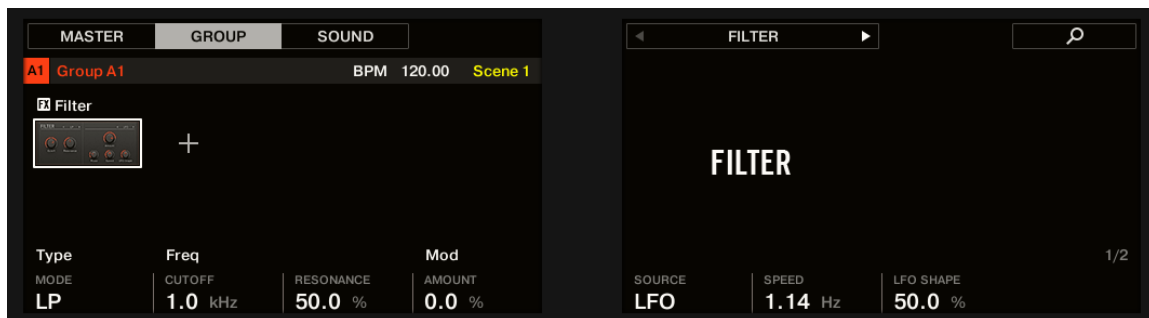 MASTER GROUP SOUND
A1 Group A1 BPM 120.00 Scene 1
FX Filter
Type Freq Mod
MODE CUTOFF RESONANCE AMOUNT
LP 1.0 kHz 50.0 % 0.0 %
FILTER
FILTER
1/2
SOURCE SPEED LFO SHAPE
LFO 1.14 Hz 50.0 %